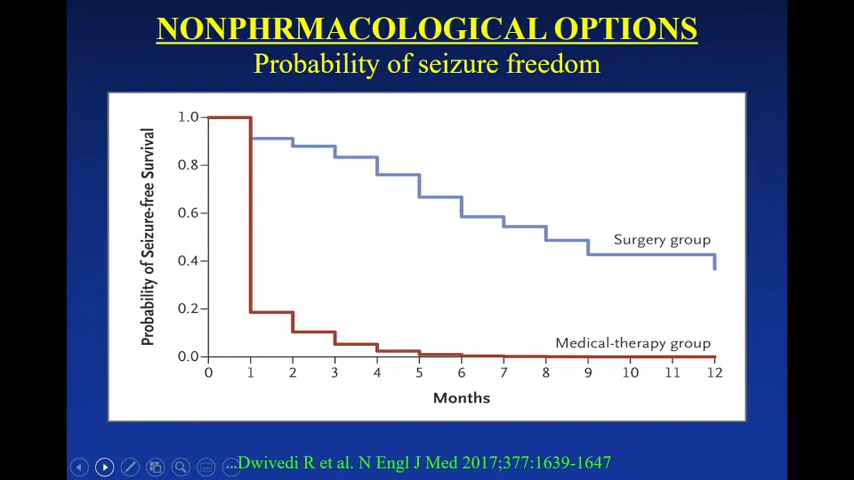 NONPHRMACOLOGICAL OPTIONS
Probability of seizure freedom
Probability of Seizure-free Survival
1.0
0.8
0.6
0.4
0.2
0.0
Surgery group
Medical-therapy group
0 1 2 3 4 5 6 7 8 9 10 11 12
Months
Dwivedi R et al. N Engl J Med 2017;377:1639-1647